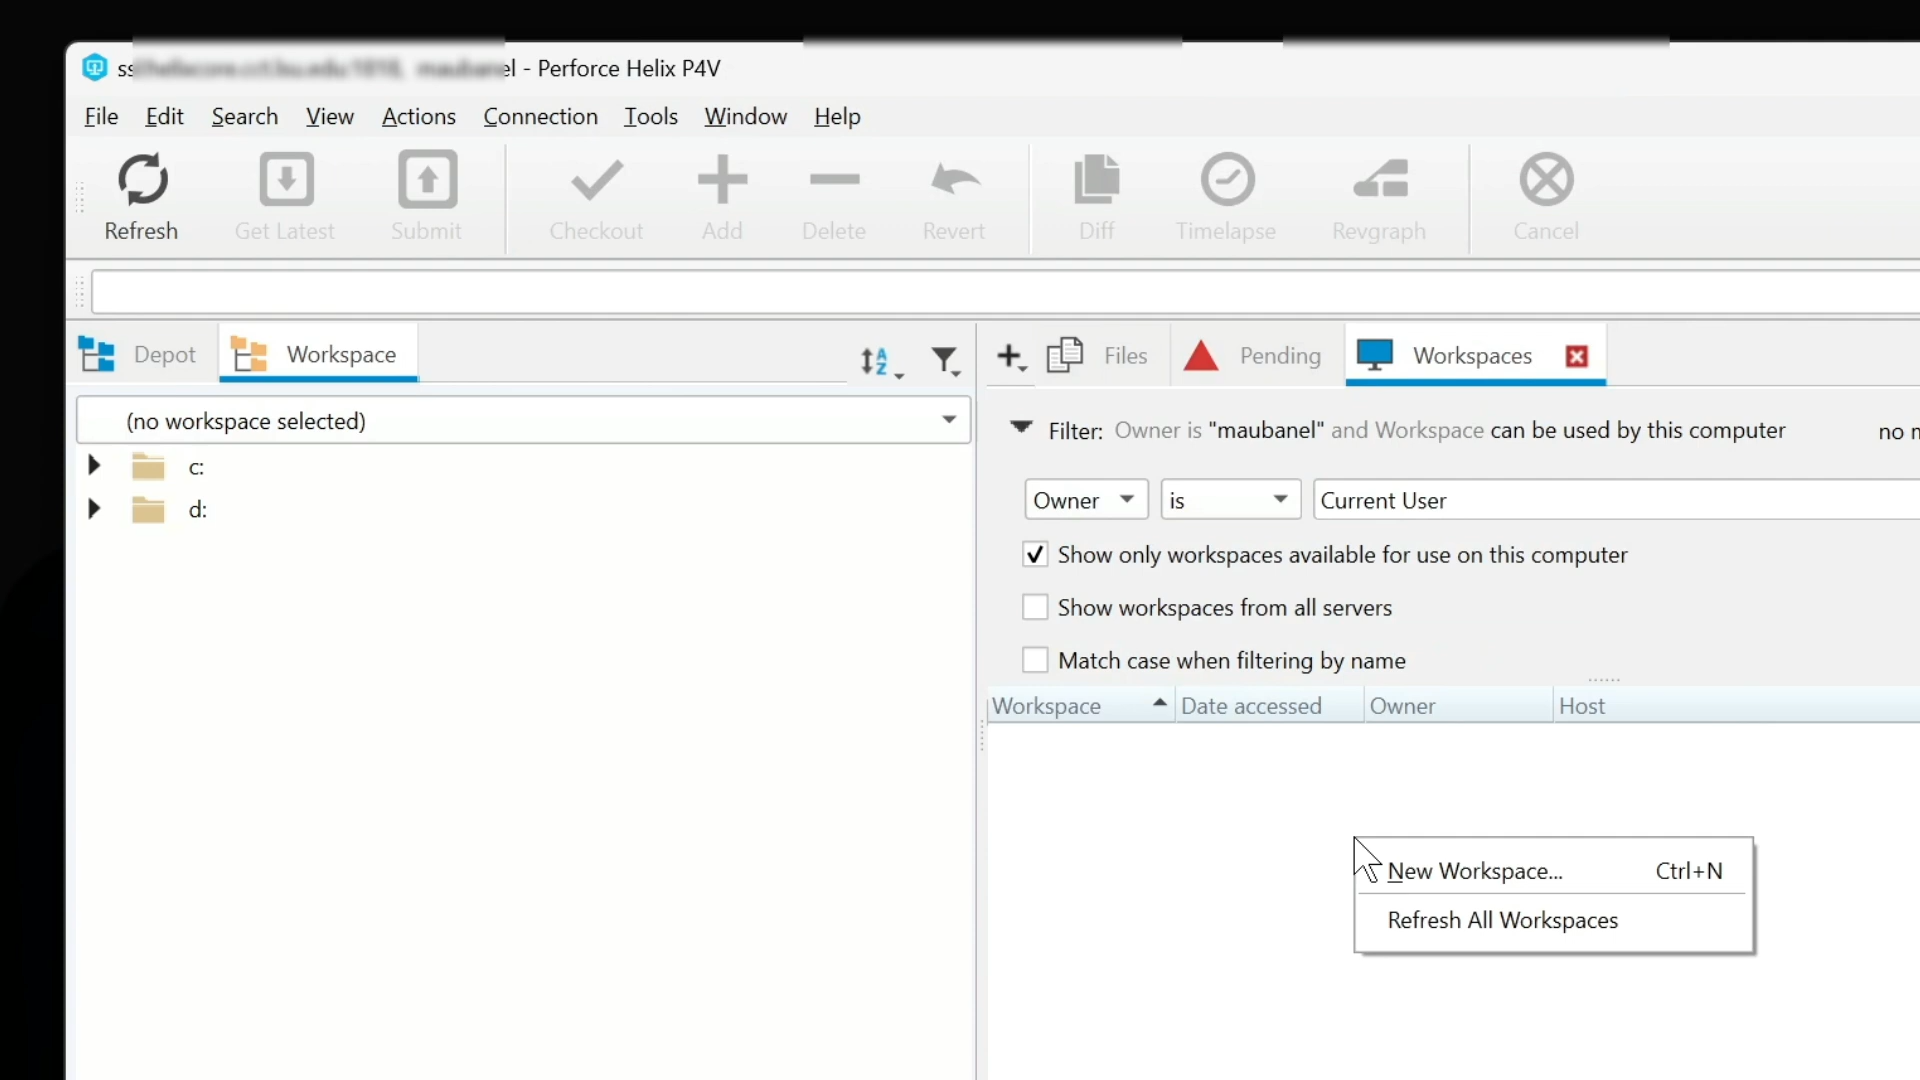 - Perforce Helix P4V
File Edit Search View Actions Connection Tools Window Help
Refresh Get Latest Submit Checkout Add Delete Revert Diff Timelapse Revgraph Cancel
Depot Workspace
Files Pending Workspaces
(no workspace selected)
c:
d:
Filter: Owner is "maubanel" and Workspace can be used by this computer
no
Owner is Current User
Show only workspaces available for use on this computer
Show workspaces from all servers
Match case when filtering by name
Workspace Date accessed Owner Host
New Workspace... Ctrl+N
Refresh All Workspaces